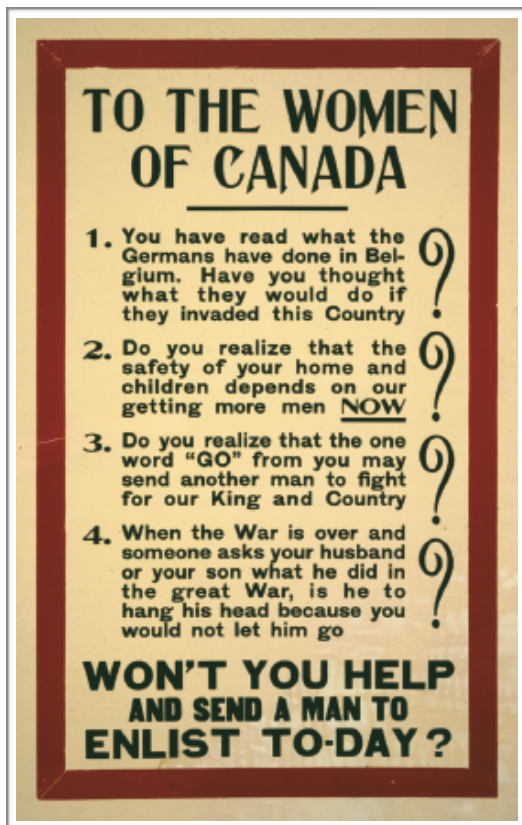 TO THE WOMEN
OF CANADA
1. You have read what the
Germans have done in Bel-
gium. Have you thought
what they would do if
they invaded this Country ?
2. Do you realize that the
safety of your home and
children depends on our
getting more men NOW ?
3. Do you realize that the one
word "GO" from you may
send another man to fight
for our King and Country ?
4. When the War is over and
someone asks your husband
or your son what he did in
the great War, is he to
hang his head because you
would not let him go ?
WON'T YOU HELP
AND SEND A MAN TO
ENLIST TO-DAY?